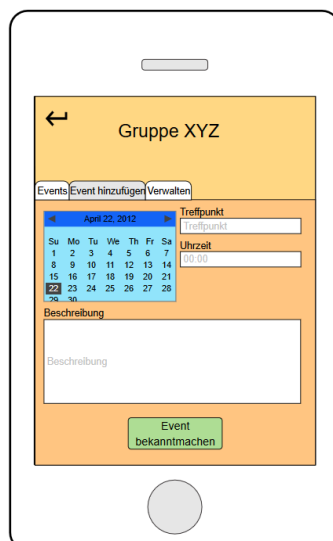 Gruppe XYZ
Events Event hinzufügen Verwalten
April 22, 2012
Su Mo Tu We Th Fr Sa
1 2 3 4 5 6 7
8 9 10 11 12 13 14
15 16 17 18 19 20 21
22 23 24 25 26 27 28
29 30
Treffpunkt
Treffpunkt
Uhrzeit
00:00
Beschreibung
Beschreibung
Event
bekanntmachen